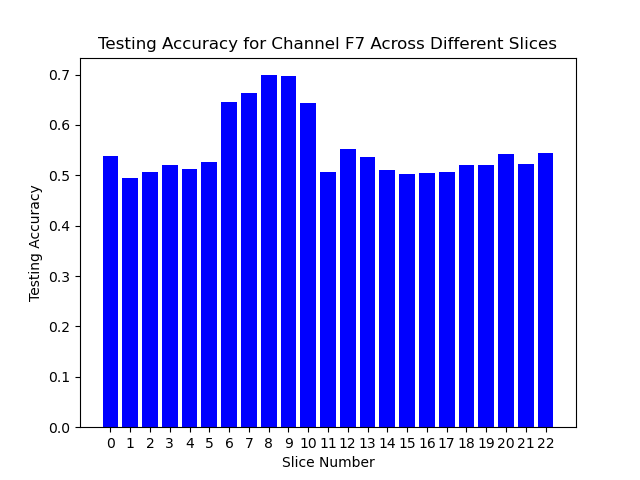 Testing Accuracy for Channel F7 Across Different Slices
0.7
0.6
0.5
0.4
0.3
0.2
0.1
0.0
Testing Accuracy
0 1 2 3 4 5 6 7 8 9 10 11 12 13 14 15 16 17 18 19 20 21 22
Slice Number